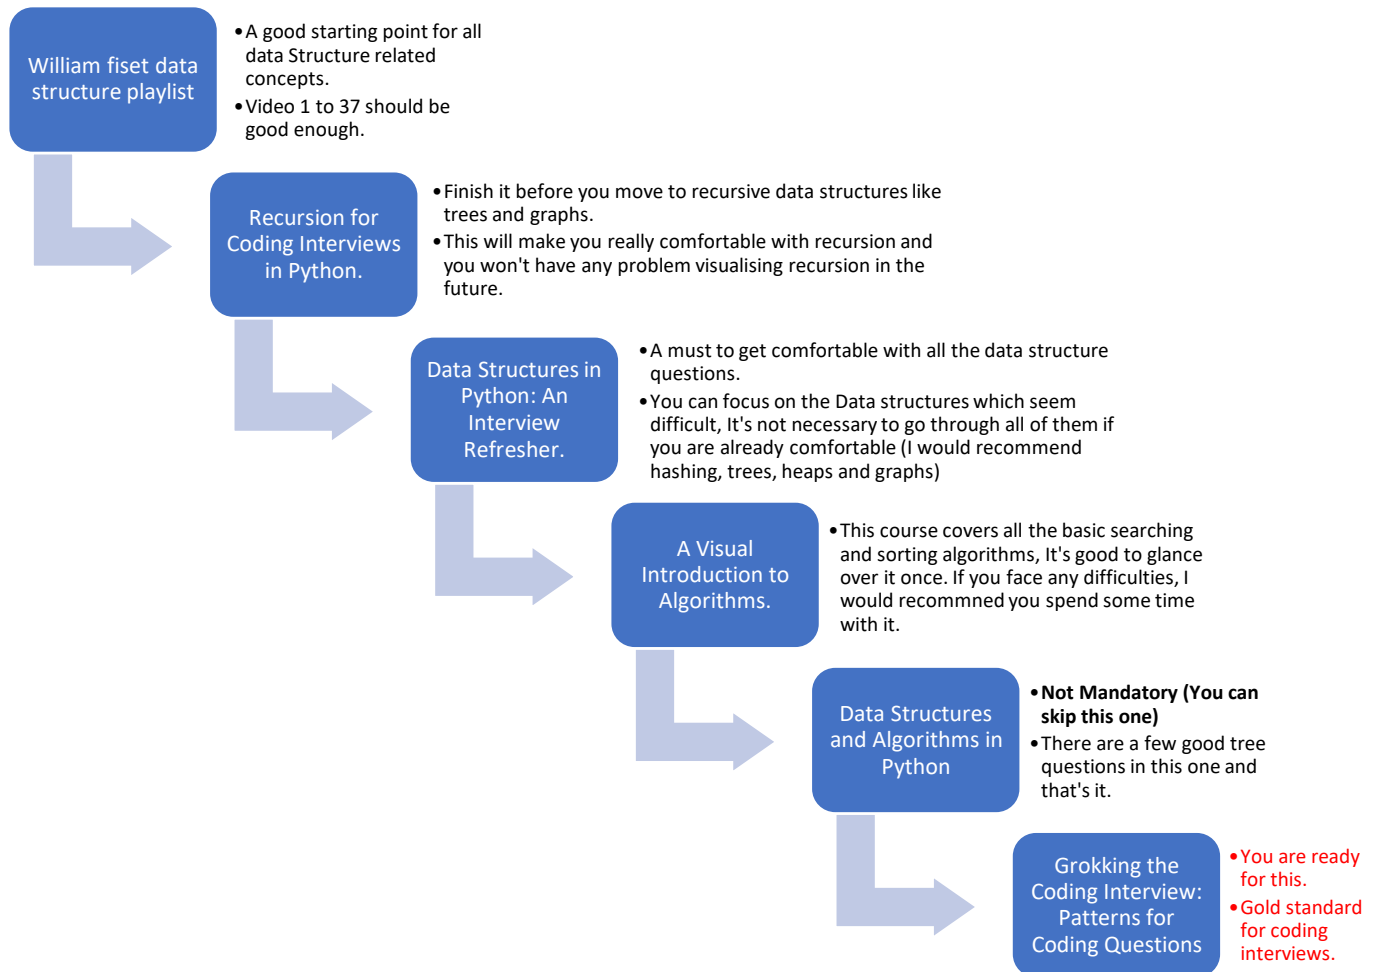 William fiset data
structure playlist
•A good starting point for all
data Structure related
concepts.
•Video 1 to 37 should be
good enough.
Recursion for
Coding Interviews
in Python.
•Finish it before you move to recursive data structures like
trees and graphs.
•This will make you really comfortable with recursion and
you won't have any problem visualising recursion in the
future.
Data Structures in
Python: An
Interview
Refresher.
•A must to get comfortable with all the data structure
questions.
•You can focus on the Data structures which seem
difficult, It's not necessary to go through all of them if
you are already comfortable (I would recommend
hashing, trees, heaps and graphs)
A Visual
Introduction to
Algorithms.
•This course covers all the basic searching
and sorting algorithms, It's good to glance
over it once. If you face any difficulties, I
would recommned you spend some time
with it.
Data Structures
and Algorithms in
Python
•Not Mandatory (You can
skip this one)
•There are a few good tree
questions in this one and
that's it.
Grokking the
Coding Interview:
Patterns for
Coding Questions
•You are ready
for this.
•Gold standard
for coding
interviews.